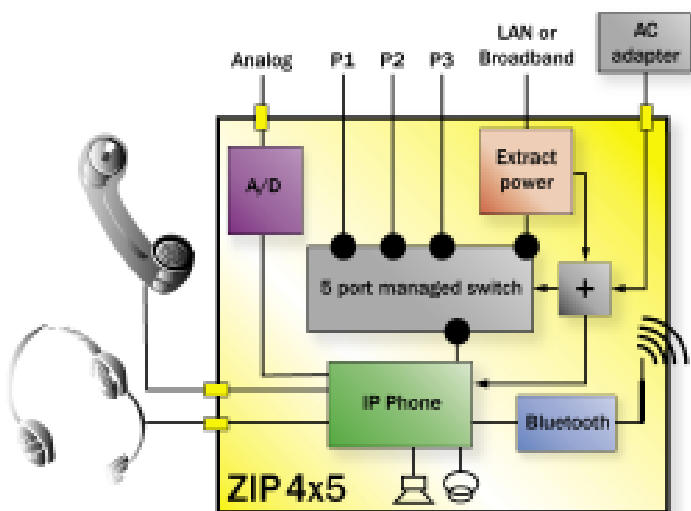 LAN or
Broadband
AC
adapter
Analog
P1
P2
P3
A/D
Extract
power
5 port managed switch
+
IP Phone
Bluetooth
ZIP 4x5